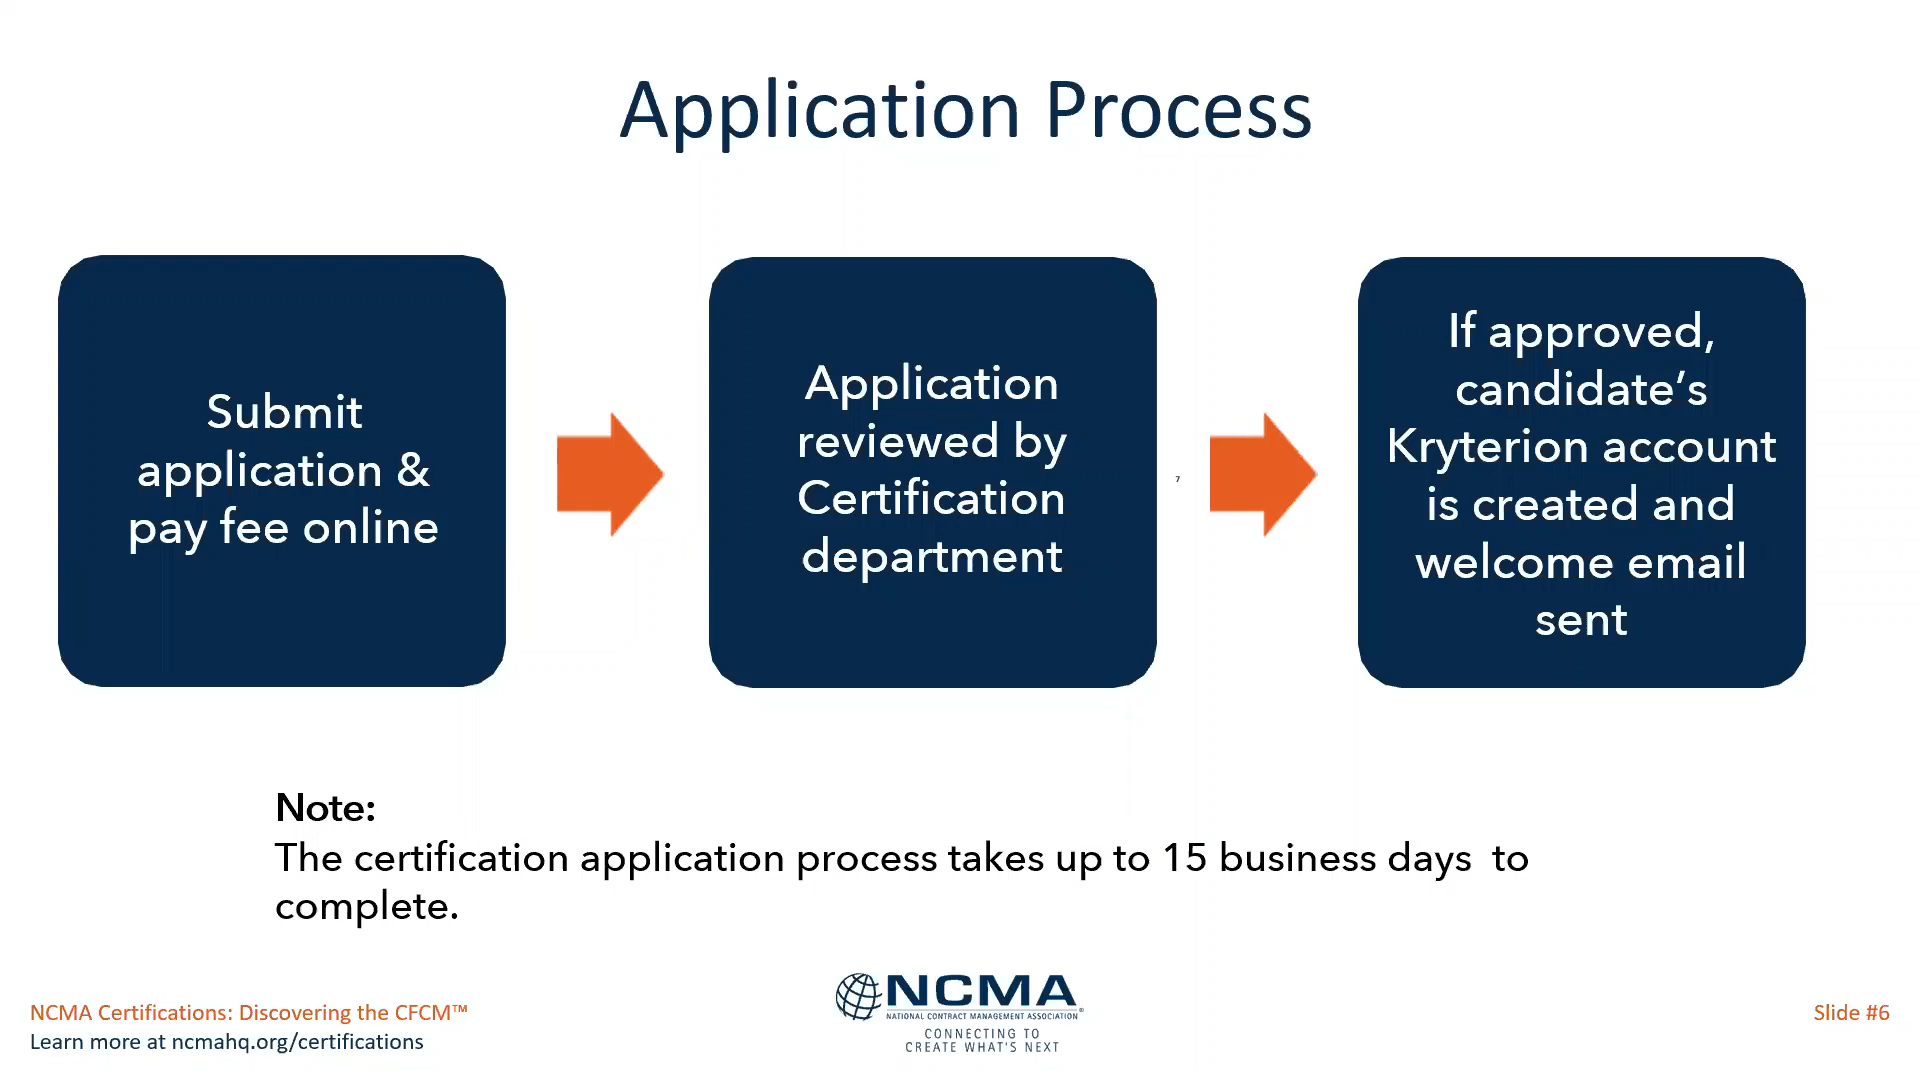 Application Process
Submit
application &
pay fee online
Application
reviewed by
Certification
department
,
If approved,
candidate’s
Kryterion account
is created and
welcome email
sent
Note:
The certification application process takes up to 15 business days  to
complete.
NCMA Certifications: Discovering the CFCM™
Learn more at ncmahq.org/certifications
NCMA
NATIONAL CONTRACT MANAGEMENT ASSOCIATION®
CONNECTING TO
CREATE WHAT'S NEXT
Slide #6